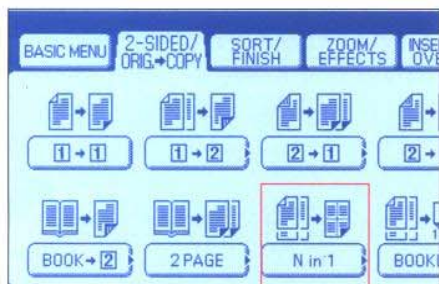 BASIC MENU
2-SIDED/
ORIG.→COPY
SORT/
FINISH
ZOOM/
EFFECTS
1→1
1→2
2→1
2→
BOOK→2
2 PAGE
N in 1